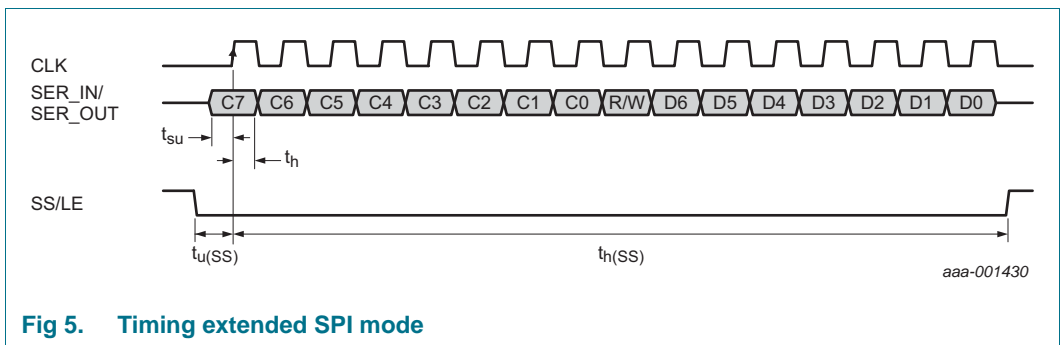 CLK
SER_IN/
SER_OUT
C7 C6 C5 C4 C3 C2 C1 C0 R/W D6 D5 D4 D3 D2 D1 D0
tsu
th
SS/LE
tu(SS)
th(SS)
aaa-001430
Fig 5. Timing extended SPI mode